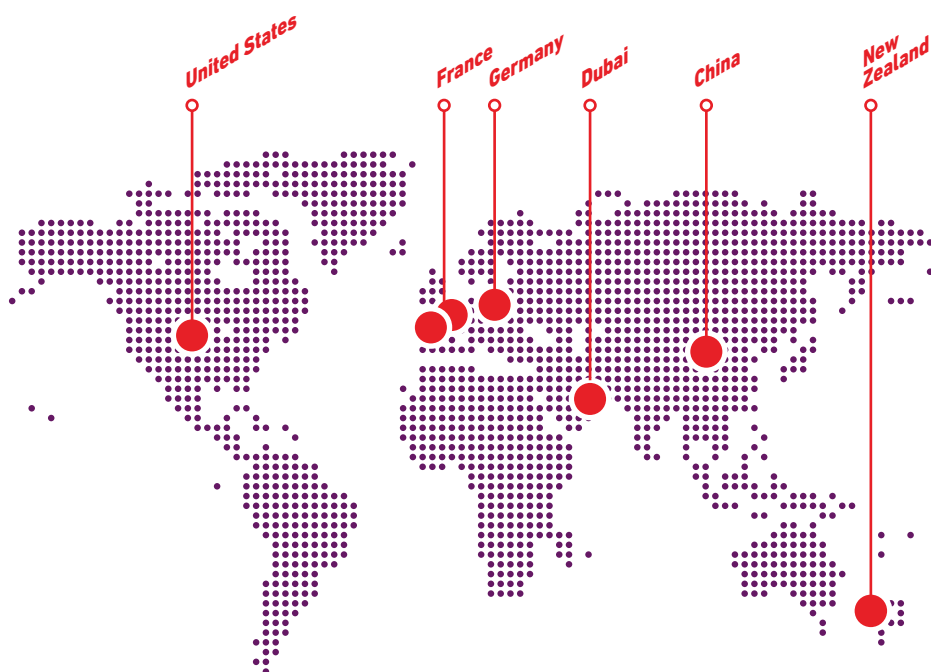 United States
France
Germany
Dubai
China
New
Zealand